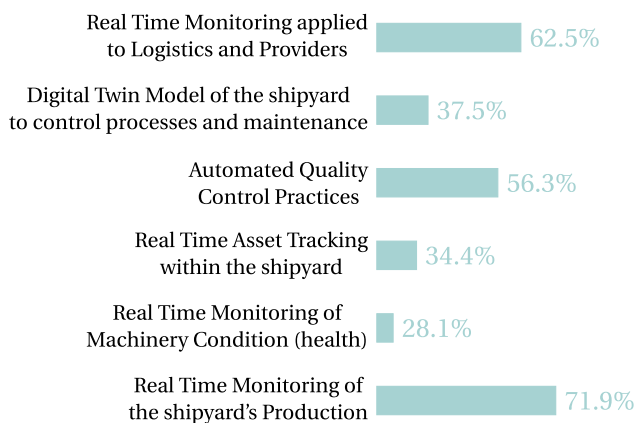 Real Time Monitoring applied
to Logistics and Providers
62.5%
Digital Twin Model of the shipyard
to control processes and maintenance
37.5%
Automated Quality
Control Practices
56.3%
Real Time Asset Tracking
within the shipyard
34.4%
Real Time Monitoring of
Machinery Condition (health)
28.1%
Real Time Monitoring of
the shipyard’s Production
71.9%